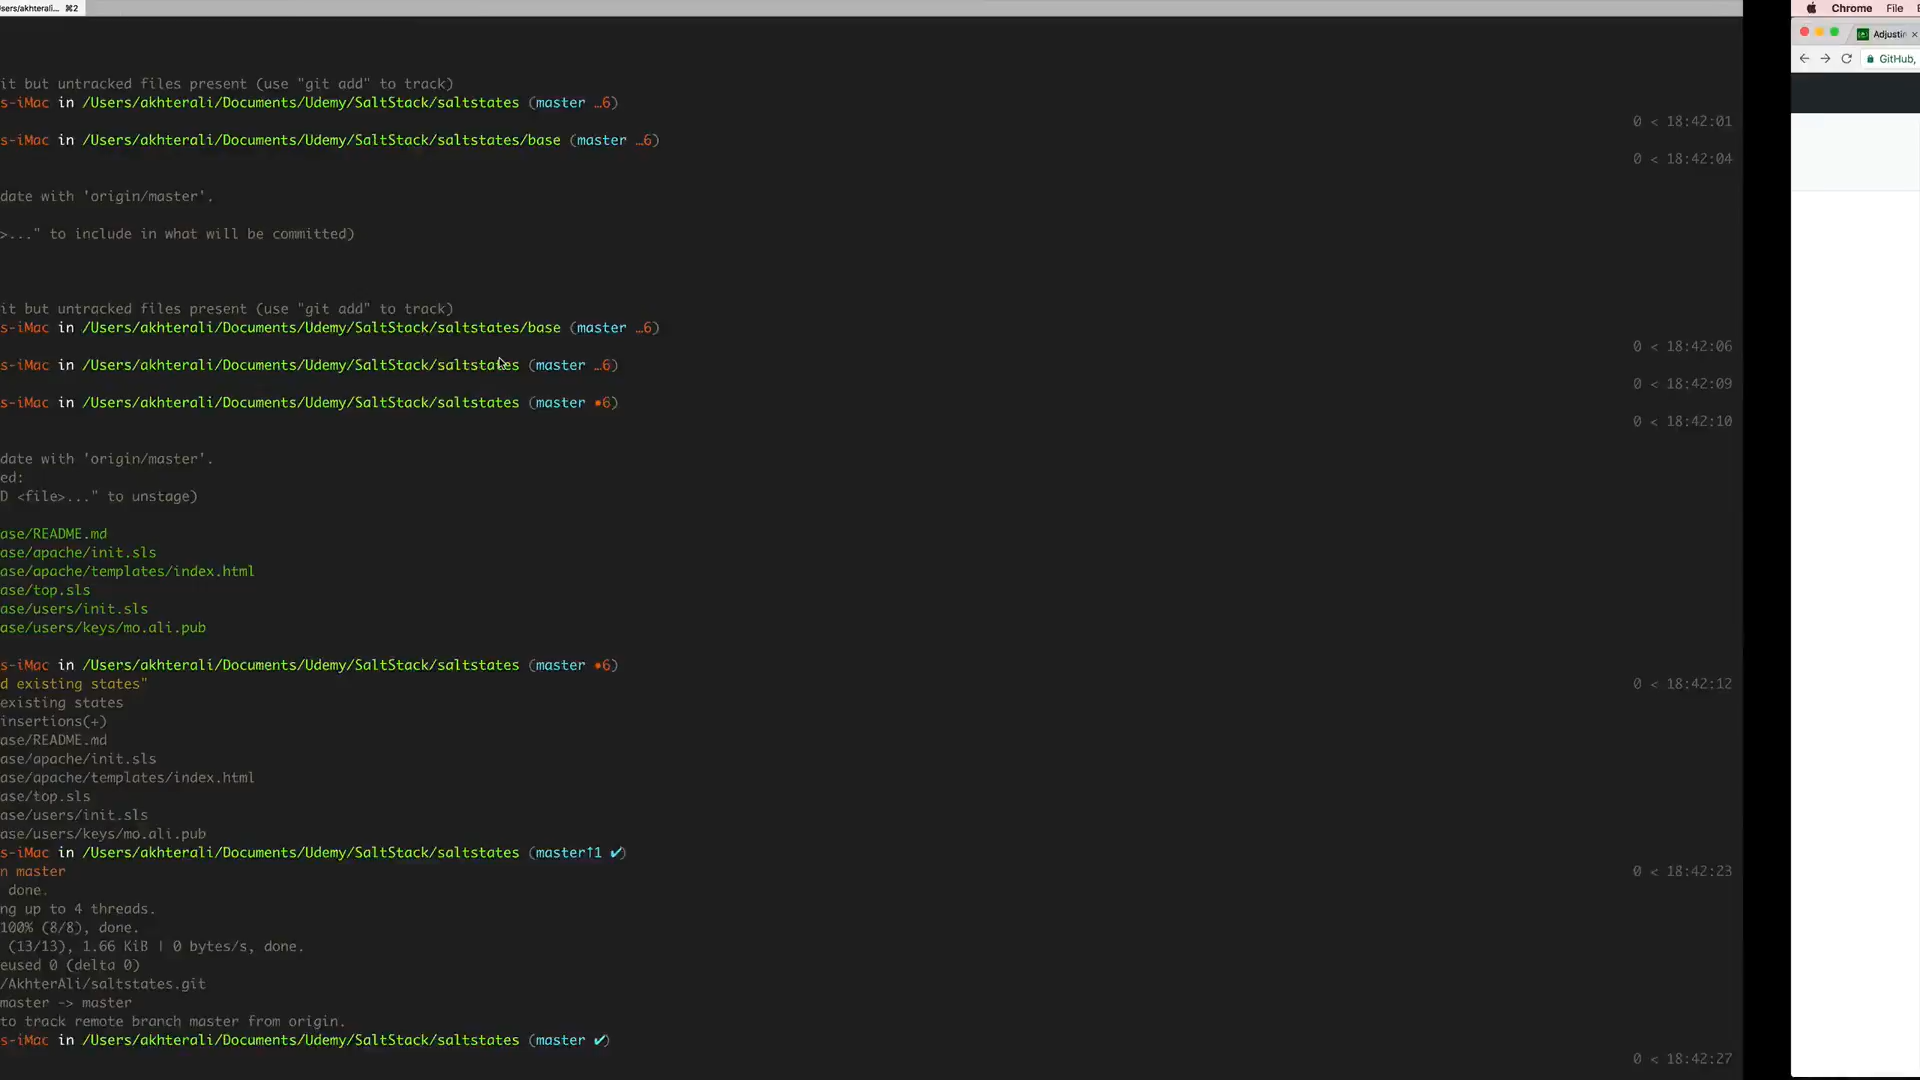 sers/akhterali... ⌘2
Chrome File
Adjustin ×
GitHub,
it but untracked files present (use "git add" to track)
s-iMac in /Users/akhterali/Documents/Udemy/SaltStack/saltstates (master …6)
0 < 18:42:01
s-iMac in /Users/akhterali/Documents/Udemy/SaltStack/saltstates/base (master …6)
0 < 18:42:04
date with 'origin/master'.
>..." to include in what will be committed)
it but untracked files present (use "git add" to track)
s-iMac in /Users/akhterali/Documents/Udemy/SaltStack/saltstates/base (master …6)
0 < 18:42:06
s-iMac in /Users/akhterali/Documents/Udemy/SaltStack/saltstates (master …6)
0 < 18:42:09
s-iMac in /Users/akhterali/Documents/Udemy/SaltStack/saltstates (master •6)
0 < 18:42:10
date with 'origin/master'.
ed:
D <file>..." to unstage)
ase/README.md
ase/apache/init.sls
ase/apache/templates/index.html
ase/top.sls
ase/users/init.sls
ase/users/keys/mo.ali.pub
s-iMac in /Users/akhterali/Documents/Udemy/SaltStack/saltstates (master •6)
d existing states"
0 < 18:42:12
existing states
insertions(+)
ase/README.md
ase/apache/init.sls
ase/apache/templates/index.html
ase/top.sls
ase/users/init.sls
ase/users/keys/mo.ali.pub
s-iMac in /Users/akhterali/Documents/Udemy/SaltStack/saltstates (master↑1 ✔)
n master
0 < 18:42:23
done.
ng up to 4 threads.
100% (8/8), done.
(13/13), 1.66 KiB | 0 bytes/s, done.
eused 0 (delta 0)
/AkhterAli/saltstates.git
master -> master
to track remote branch master from origin.
s-iMac in /Users/akhterali/Documents/Udemy/SaltStack/saltstates (master ✔)
0 < 18:42:27